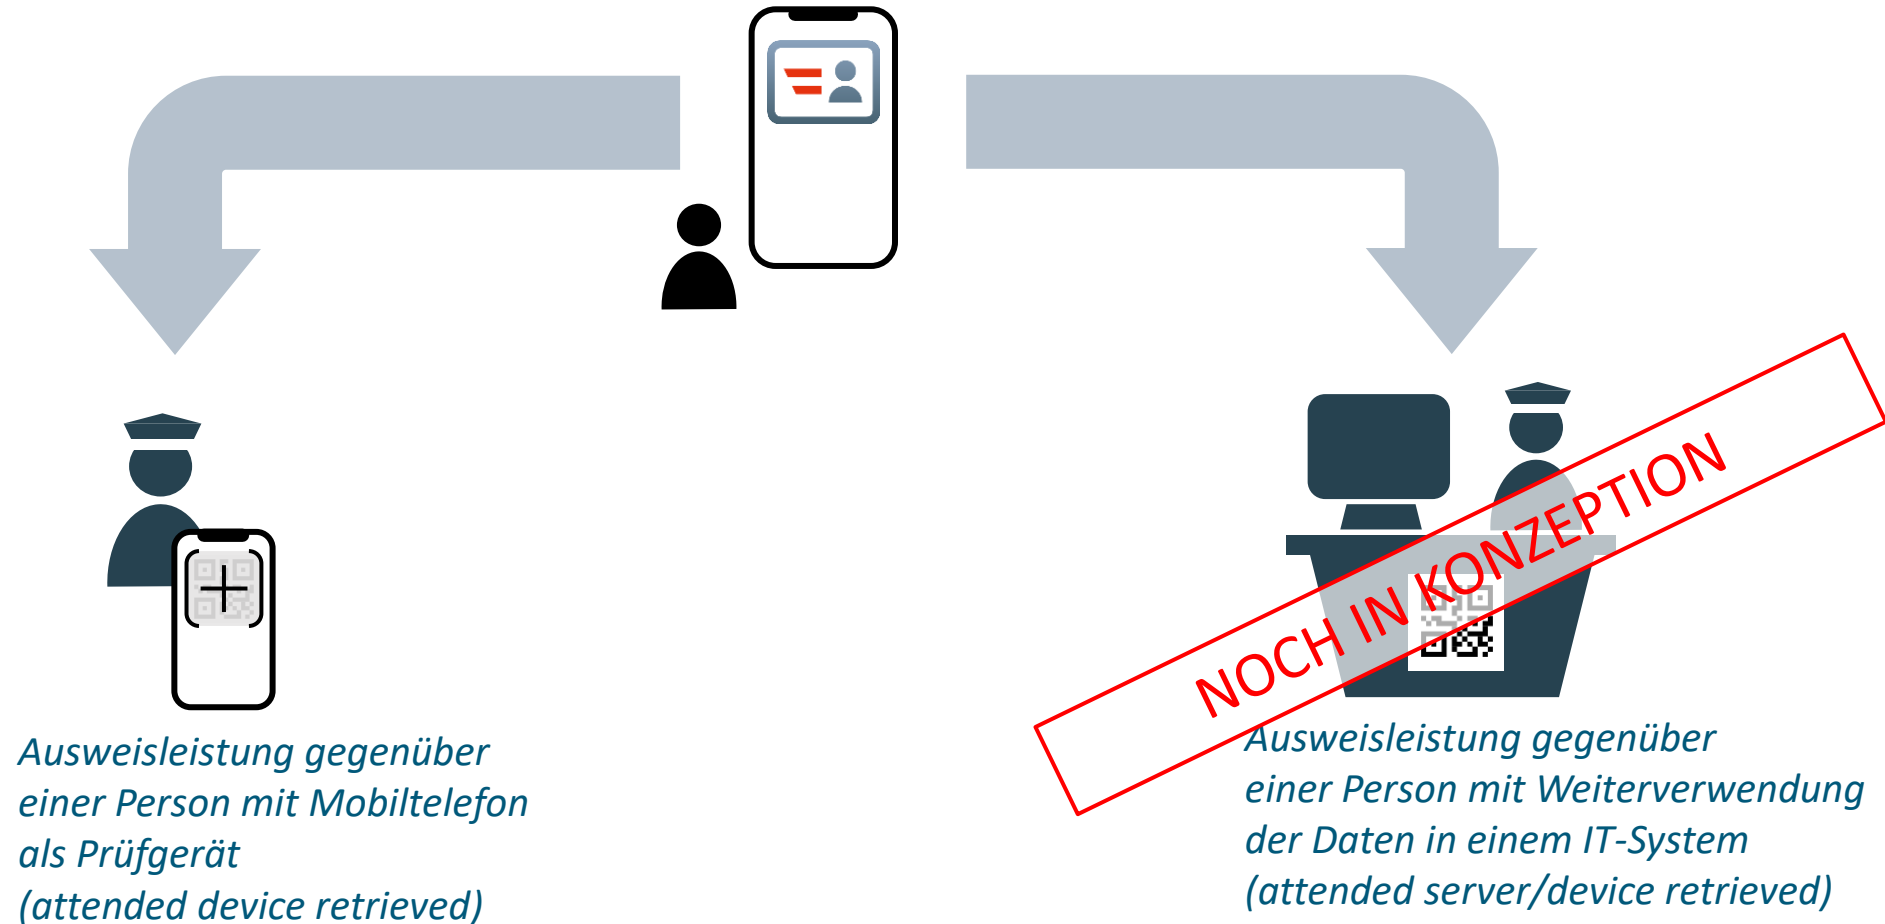 Ausweisleistung gegenüber
einer Person mit Mobiltelefon
als Prüfgerät
(attended device retrieved)
NOCH IN KONZEPTION
Ausweisleistung gegenüber
einer Person mit Weiterverwendung
der Daten in einem IT-System
(attended server/device retrieved)